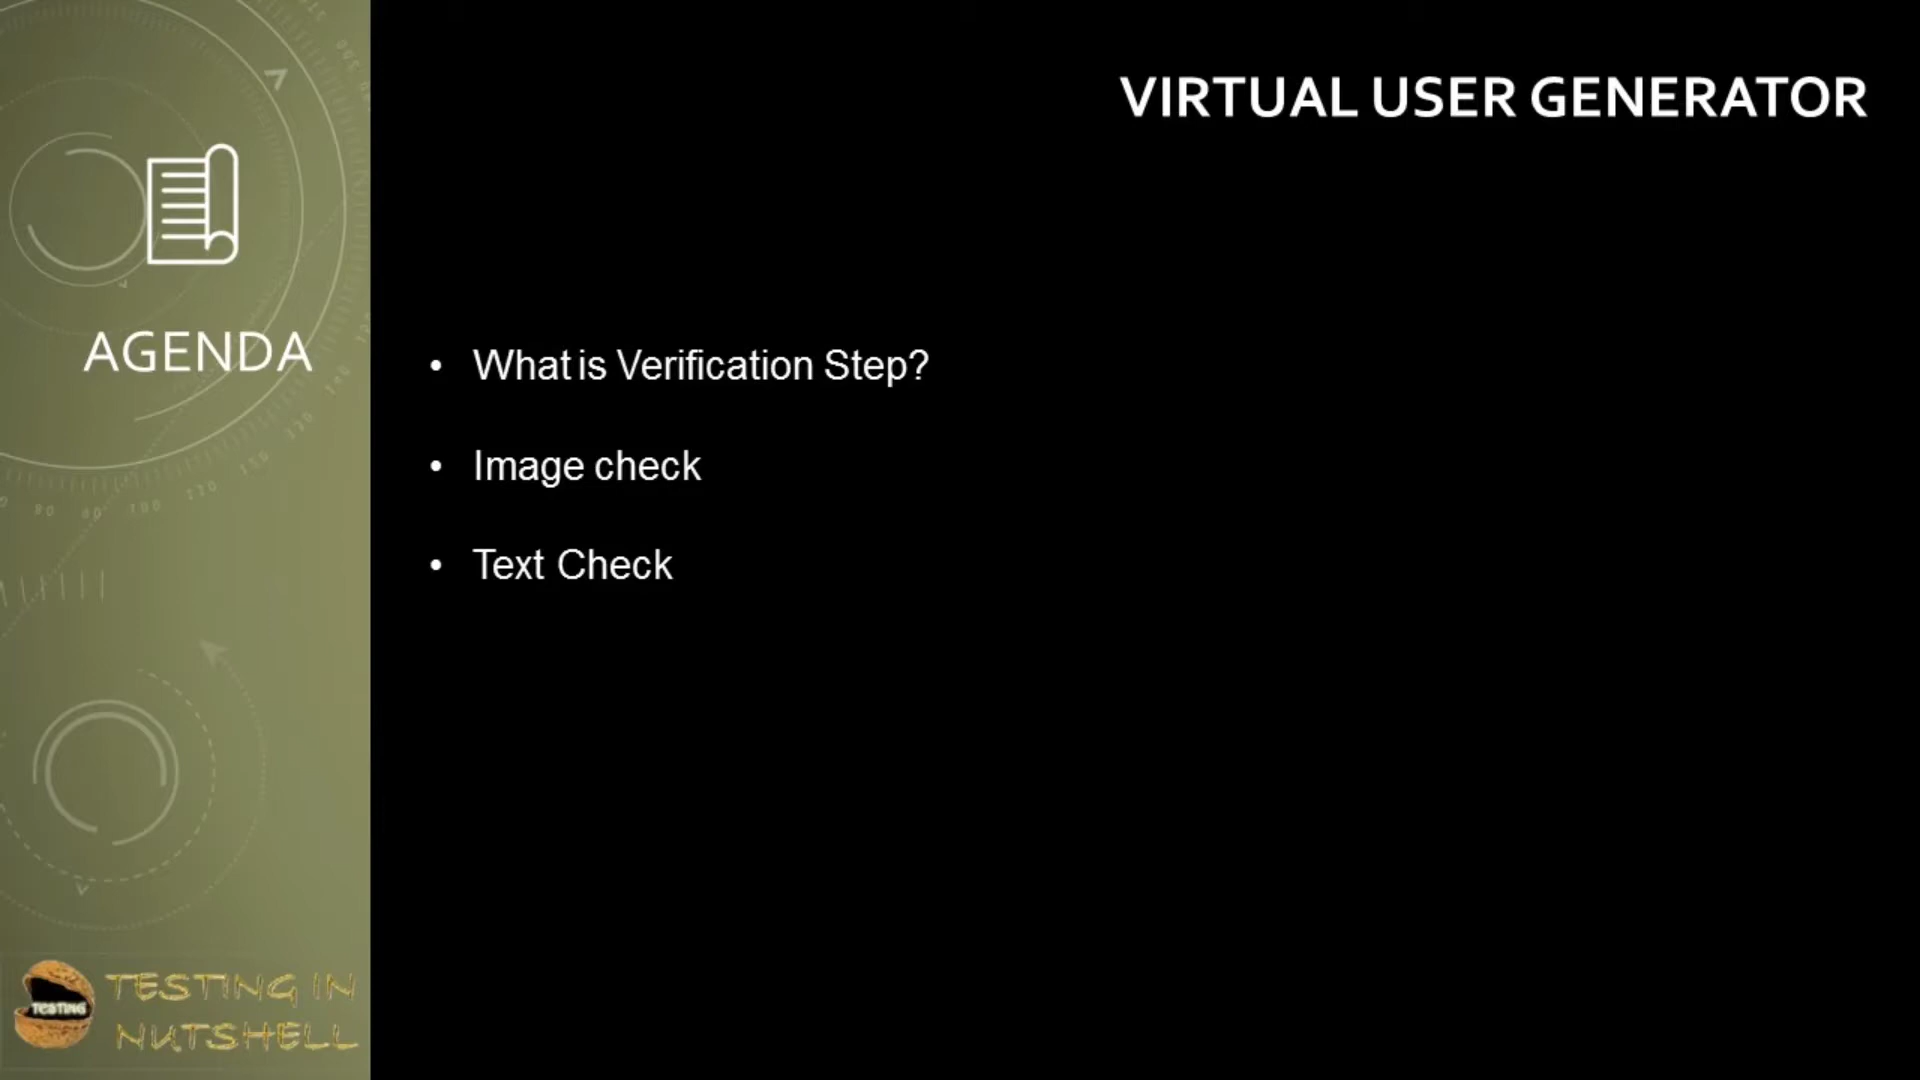 VIRTUAL USER GENERATOR
AGENDA
• What is Verification Step?
• Image check
• Text Check
TESTING
TESTING IN
NUTSHELL